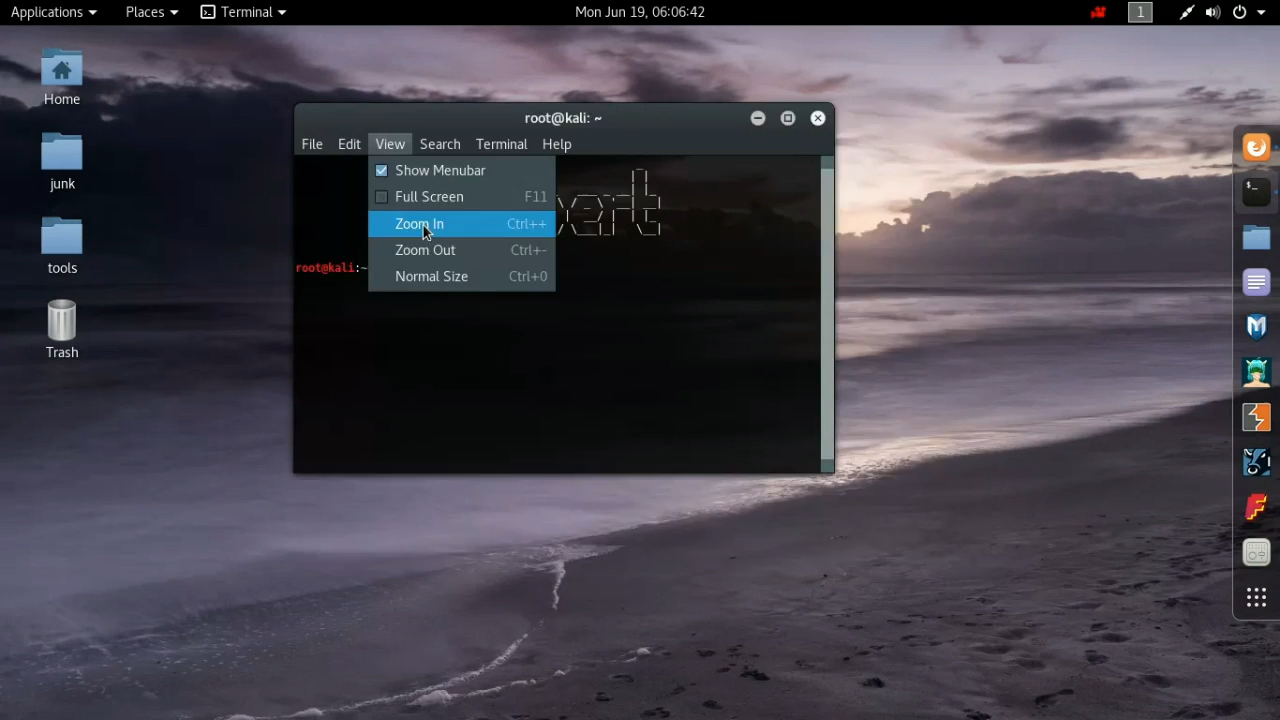 Applications Places Terminal Mon Jun 19, 06:06:42 1
Home
junk
tools
Trash
root@kali: ~
File Edit View Search Terminal Help
Show Menubar
Full Screen F11
Zoom In Ctrl++
Zoom Out Ctrl+-
Normal Size Ctrl+0
root@kali:~